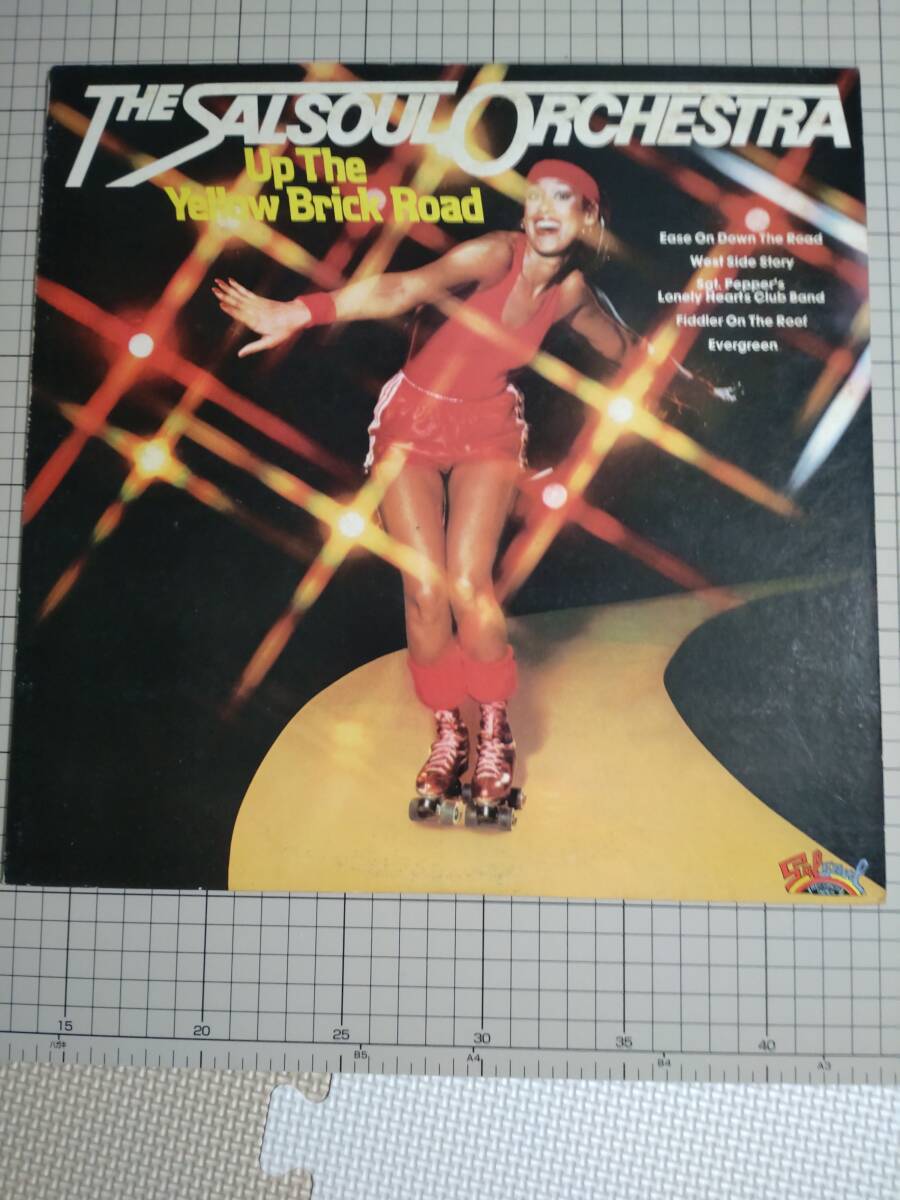 THE SALSOUL ORCHESTRA
Up The
Yellow Brick Road
Ease On Down The Road
West Side Story
Sgt. Pepper's
Lonely Hearts Club Band
Fiddler On The Roof
Evergreen
Salsoul
15 20 25 30 35 40
B5 A4 B4 A3